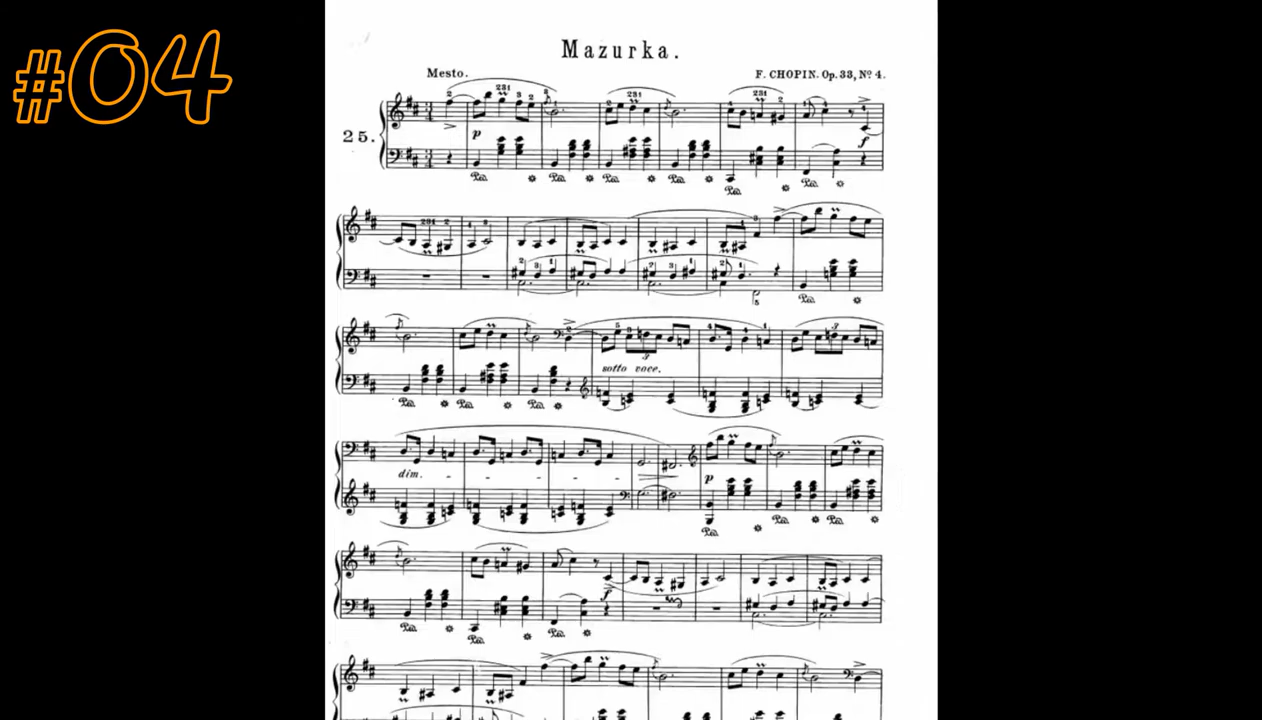 #04
Mazurka.
Mesto.
F. CHOPIN. Op. 33, No 4.
25.
p
f
sotto voce.
dim.
p
f